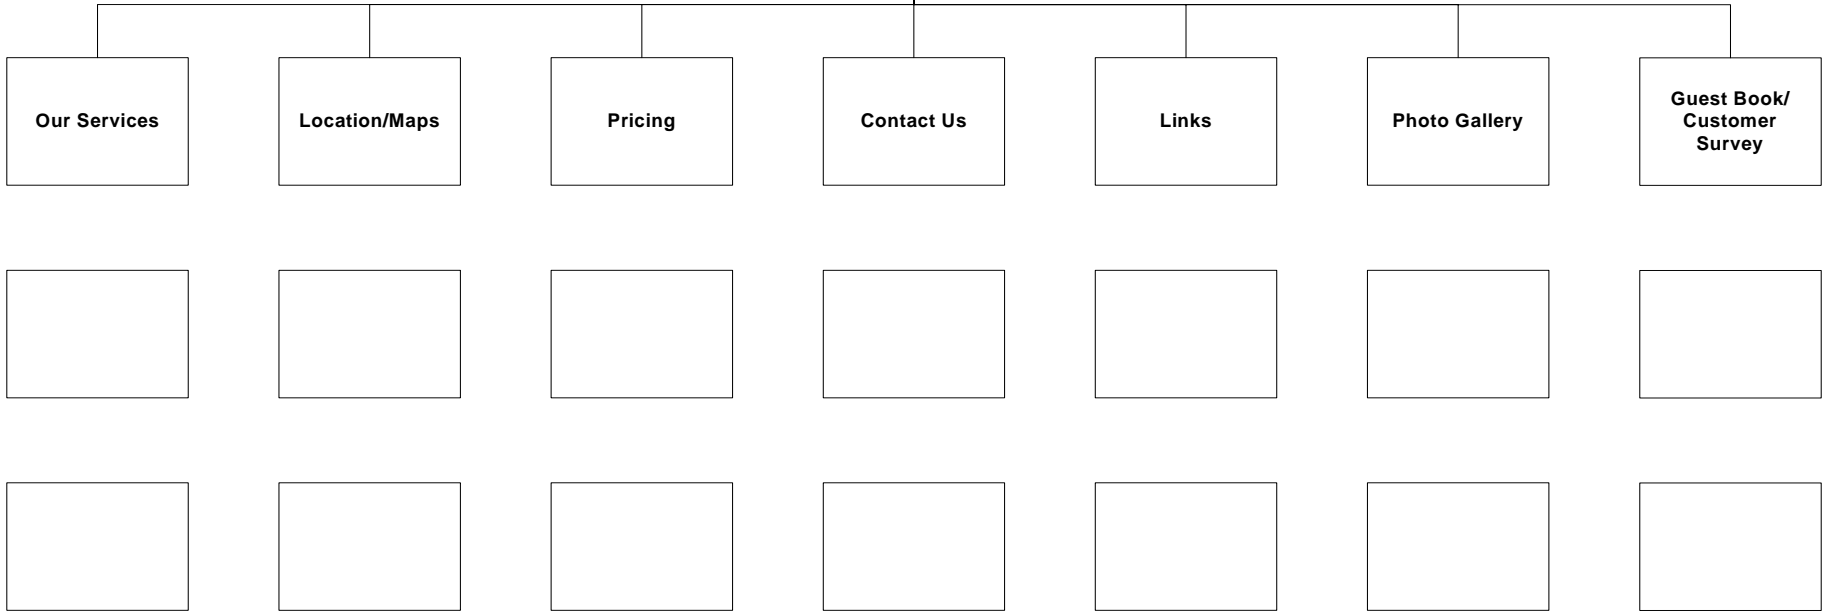 Our Services
Location/Maps
Pricing
Contact Us
Links
Photo Gallery
Guest Book/
Customer
Survey